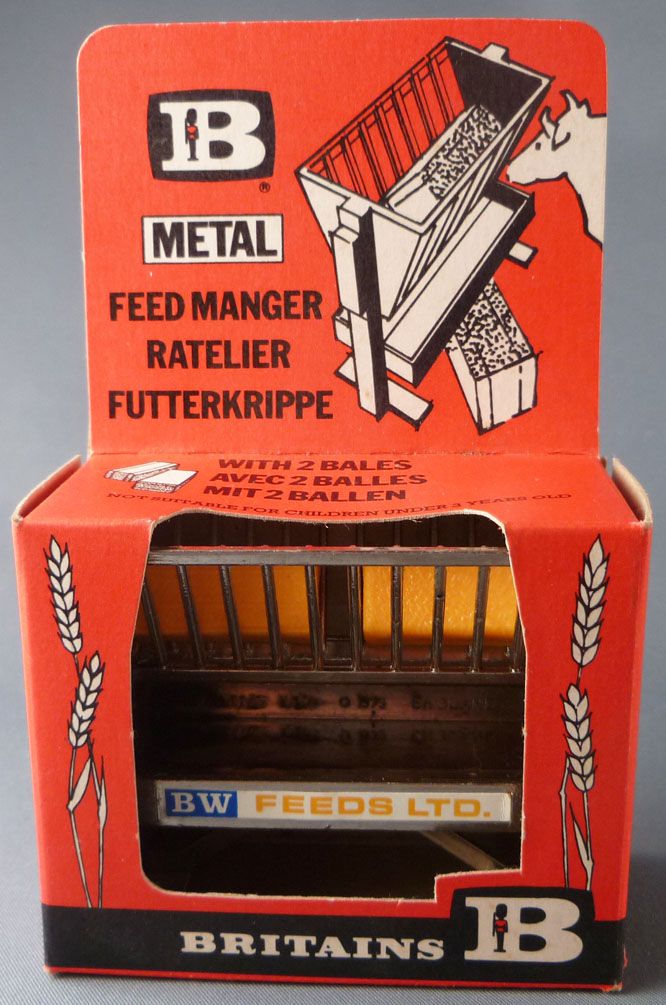 B
®
METAL
FEED MANGER
RATELIER
FUTTERKRIPPE
WITH 2 BALES
AVEC 2 BALLES
MIT 2 BALLEN
NOT SUITABLE FOR CHILDREN UNDER 3 YEARS OLD
BW FEEDS LTD.
BRITAINS B